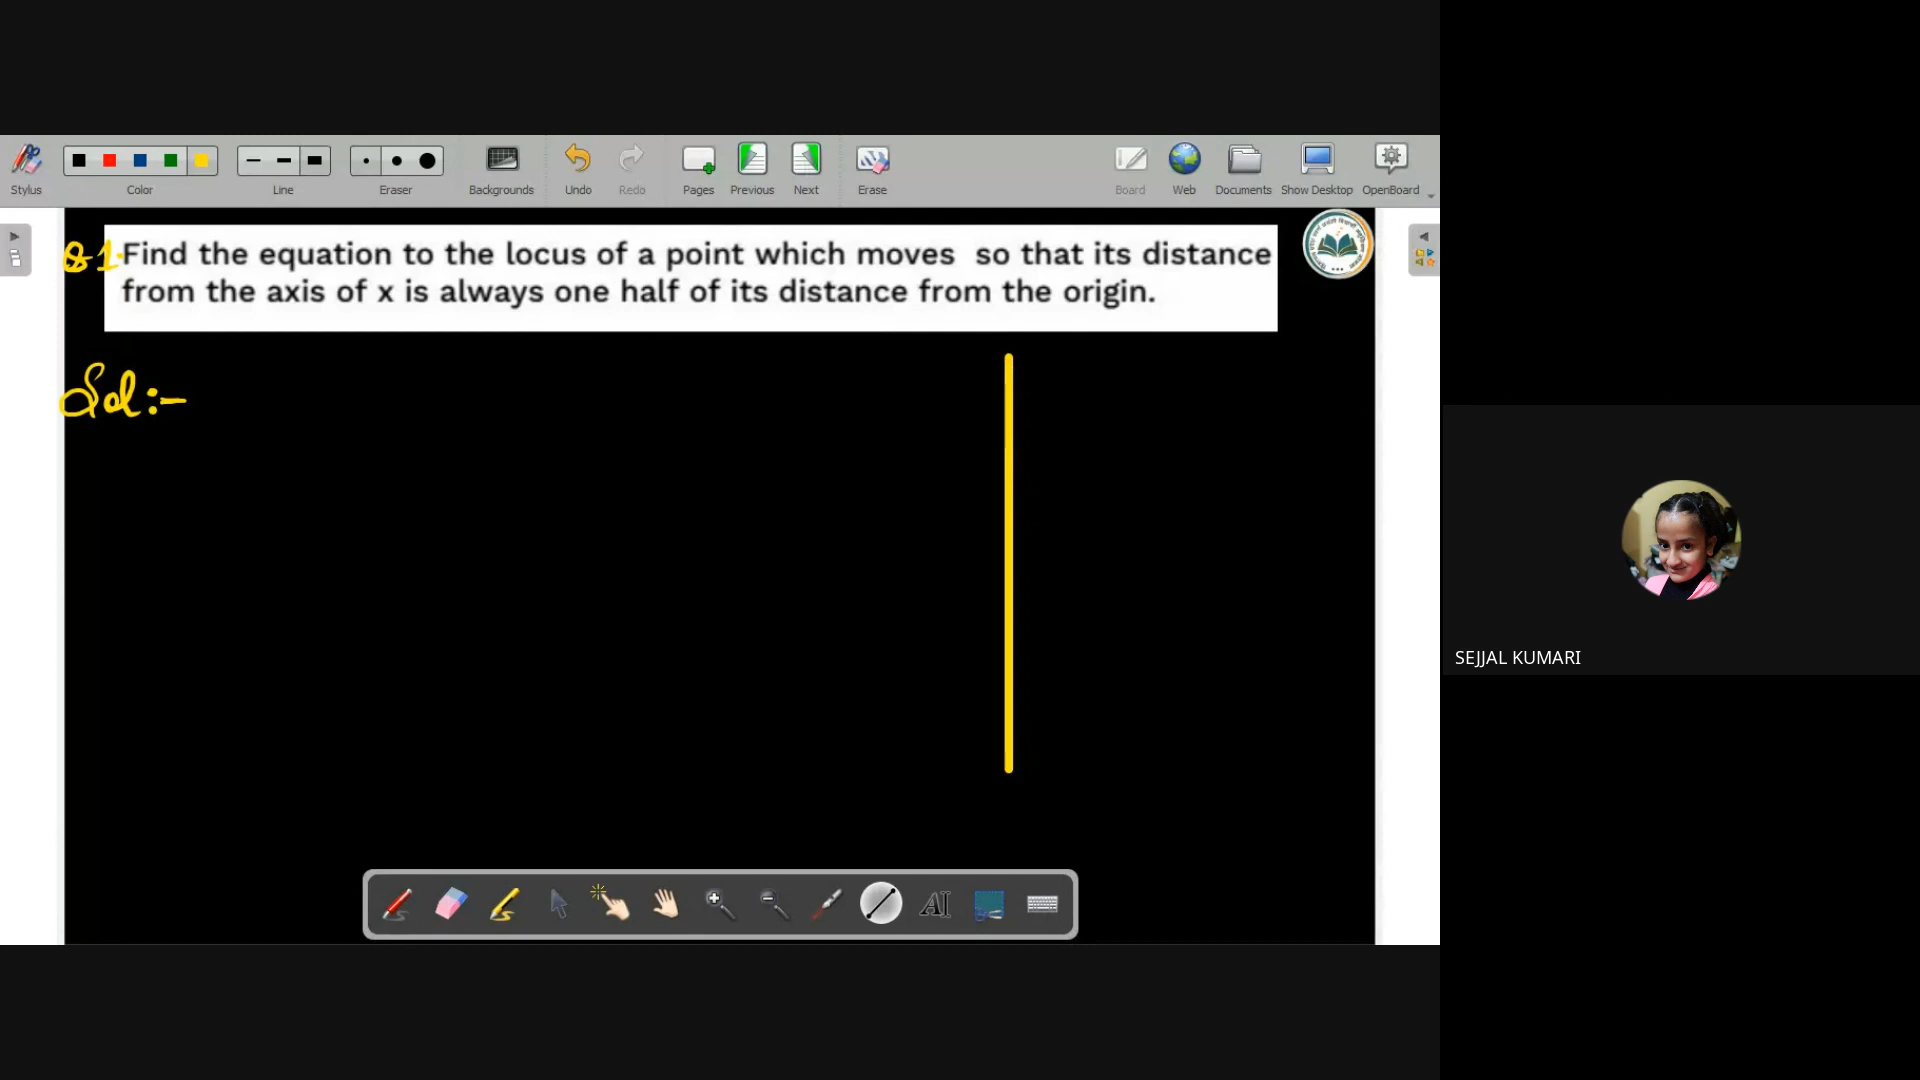 Stylus
Color
Line
Eraser
Backgrounds
Undo
Redo
Pages
Previous
Next
Erase
Board
Web
Documents
Show Desktop
OpenBoard
Q1. Find the equation to the locus of a point which moves so that its distance
from the axis of x is always one half of its distance from the origin.
Sol:-
AI
SEJJAL KUMARI